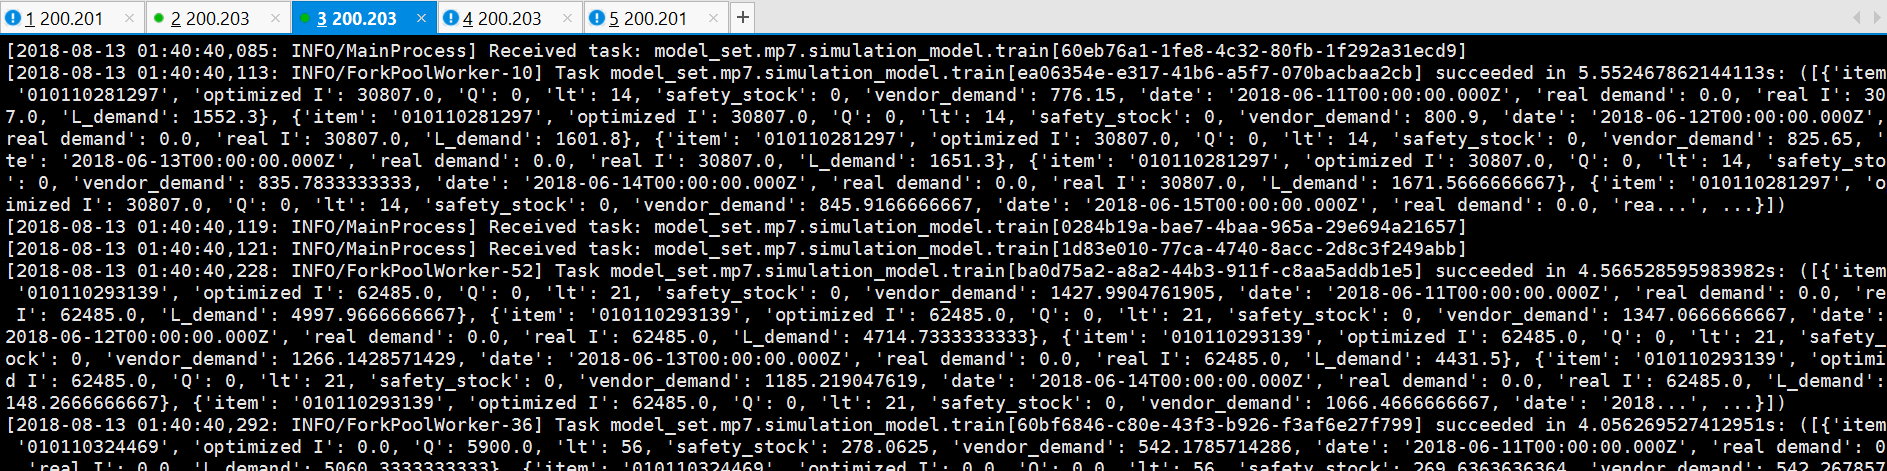 1 200.201 × 2 200.203 × 3 200.203 × 4 200.203 × 5 200.201 × +
[2018-08-13 01:40:40,085: INFO/MainProcess] Received task: model_set.mp7.simulation_model.train[60eb76a1-1fe8-4c32-80fb-1f292a31ecd9]
[2018-08-13 01:40:40,113: INFO/ForkPoolWorker-10] Task model_set.mp7.simulation_model.train[ea06354e-e317-41b6-a5f7-070bacbaa2cb] succeeded in 5.552467862144113s: ([{'item
'010110281297', 'optimized I': 30807.0, 'Q': 0, 'lt': 14, 'safety_stock': 0, 'vendor_demand': 776.15, 'date': '2018-06-11T00:00:00.000Z', 'real demand': 0.0, 'real I': 30
7.0, 'L_demand': 1552.3}, {'item': '010110281297', 'optimized I': 30807.0, 'Q': 0, 'lt': 14, 'safety_stock': 0, 'vendor_demand': 800.9, 'date': '2018-06-12T00:00:00.000Z',
real demand': 0.0, 'real I': 30807.0, 'L_demand': 1601.8}, {'item': '010110281297', 'optimized I': 30807.0, 'Q': 0, 'lt': 14, 'safety_stock': 0, 'vendor_demand': 825.65,
te': '2018-06-13T00:00:00.000Z', 'real demand': 0.0, 'real I': 30807.0, 'L_demand': 1651.3}, {'item': '010110281297', 'optimized I': 30807.0, 'Q': 0, 'lt': 14, 'safety_sto
': 0, 'vendor_demand': 835.7833333333, 'date': '2018-06-14T00:00:00.000Z', 'real demand': 0.0, 'real I': 30807.0, 'L_demand': 1671.5666666667}, {'item': '010110281297', 'o
imized I': 30807.0, 'Q': 0, 'lt': 14, 'safety_stock': 0, 'vendor_demand': 845.9166666667, 'date': '2018-06-15T00:00:00.000Z', 'real demand': 0.0, 'rea...', ...}])
[2018-08-13 01:40:40,119: INFO/MainProcess] Received task: model_set.mp7.simulation_model.train[0284b19a-bae7-4baa-965a-29e694a21657]
[2018-08-13 01:40:40,121: INFO/MainProcess] Received task: model_set.mp7.simulation_model.train[1d83e010-77ca-4740-8acc-2d8c3f249abb]
[2018-08-13 01:40:40,228: INFO/ForkPoolWorker-52] Task model_set.mp7.simulation_model.train[ba0d75a2-a8a2-44b3-911f-c8aa5addb1e5] succeeded in 4.566528595983982s: ([{'item
'010110293139', 'optimized I': 62485.0, 'Q': 0, 'lt': 21, 'safety_stock': 0, 'vendor_demand': 1427.9904761905, 'date': '2018-06-11T00:00:00.000Z', 'real demand': 0.0, 're
I': 62485.0, 'L_demand': 4997.9666666667}, {'item': '010110293139', 'optimized I': 62485.0, 'Q': 0, 'lt': 21, 'safety_stock': 0, 'vendor_demand': 1347.0666666667, 'date':
2018-06-12T00:00:00.000Z', 'real demand': 0.0, 'real I': 62485.0, 'L_demand': 4714.7333333333}, {'item': '010110293139', 'optimized I': 62485.0, 'Q': 0, 'lt': 21, 'safety_
ock': 0, 'vendor_demand': 1266.1428571429, 'date': '2018-06-13T00:00:00.000Z', 'real demand': 0.0, 'real I': 62485.0, 'L_demand': 4431.5}, {'item': '010110293139', 'optimi
d I': 62485.0, 'Q': 0, 'lt': 21, 'safety_stock': 0, 'vendor_demand': 1185.219047619, 'date': '2018-06-14T00:00:00.000Z', 'real demand': 0.0, 'real I': 62485.0, 'L_demand':
148.2666666667}, {'item': '010110293139', 'optimized I': 62485.0, 'Q': 0, 'lt': 21, 'safety_stock': 0, 'vendor_demand': 1066.4666666667, 'date': '2018...', ...}])
[2018-08-13 01:40:40,292: INFO/ForkPoolWorker-36] Task model_set.mp7.simulation_model.train[60bf6846-c80e-43f3-b926-f3af6e27f799] succeeded in 4.056269527412951s: ([{'item
'010110324469', 'optimized I': 0.0, 'Q': 5900.0, 'lt': 56, 'safety_stock': 278.0625, 'vendor_demand': 542.1785714286, 'date': '2018-06-11T00:00:00.000Z', 'real demand': 0
'real I': 0.0, 'L_demand': 5060.3333333333}, {'item': '010110324469', 'optimized I': 0.0, 'Q': 0, 'lt': 56, 'safety_stock': 269.6363636364, 'vendor_demand': 542.267857